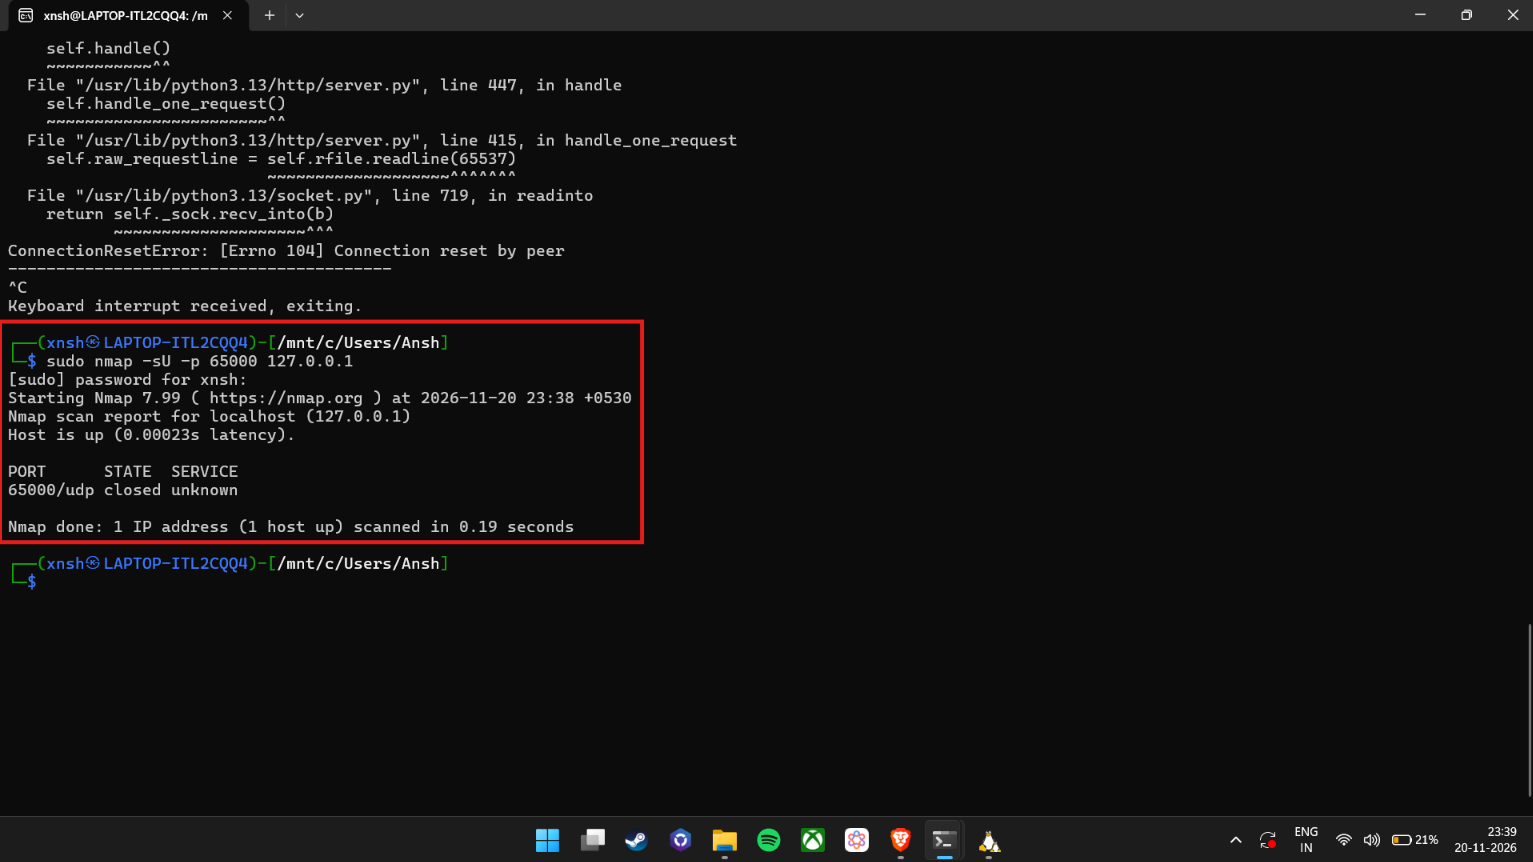 xnsh@LAPTOP-ITL2CQQ4: /m
self.handle()
~~~~~~~~~~~^^
File "/usr/lib/python3.13/http/server.py", line 447, in handle
self.handle_one_request()
~~~~~~~~~~~~~~~~~~~~~~~^^
File "/usr/lib/python3.13/http/server.py", line 415, in handle_one_request
self.raw_requestline = self.rfile.readline(65537)
~~~~~~~~~~~~~~~~~~~^^^^^^^
File "/usr/lib/python3.13/socket.py", line 719, in readinto
return self._sock.recv_into(b)
~~~~~~~~~~~~~~~~~~~~^^^
ConnectionResetError: [Errno 104] Connection reset by peer
----------------------------------------
^C
Keyboard interrupt received, exiting.
┌──(xnsh㉿LAPTOP-ITL2CQQ4)-[/mnt/c/Users/Ansh]
└─$ sudo nmap -sU -p 65000 127.0.0.1
[sudo] password for xnsh:
Starting Nmap 7.99 ( https://nmap.org ) at 2026-11-20 23:38 +0530
Nmap scan report for localhost (127.0.0.1)
Host is up (0.00023s latency).
PORT STATE SERVICE
65000/udp closed unknown
Nmap done: 1 IP address (1 host up) scanned in 0.19 seconds
┌──(xnsh㉿LAPTOP-ITL2CQQ4)-[/mnt/c/Users/Ansh]
└─$
ENG
IN
21%
23:39
20-11-2026